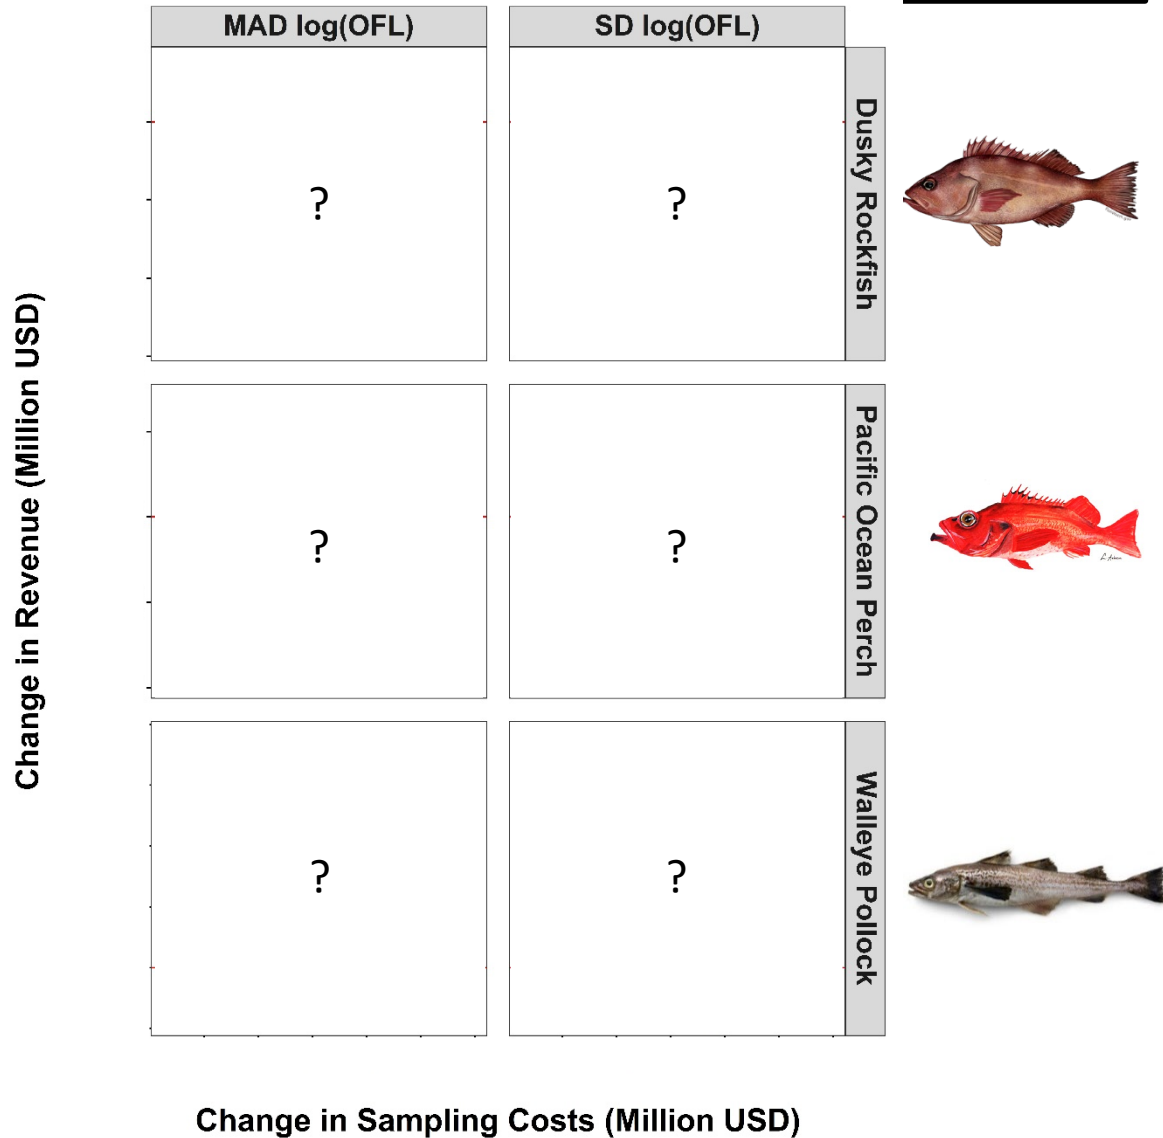 MAD log(OFL)
SD log(OFL)
Change in Revenue (Million USD)
?
?
Dusky Rockfish
?
?
Pacific Ocean Perch
?
?
Walleye Pollock
Change in Sampling Costs (Million USD)